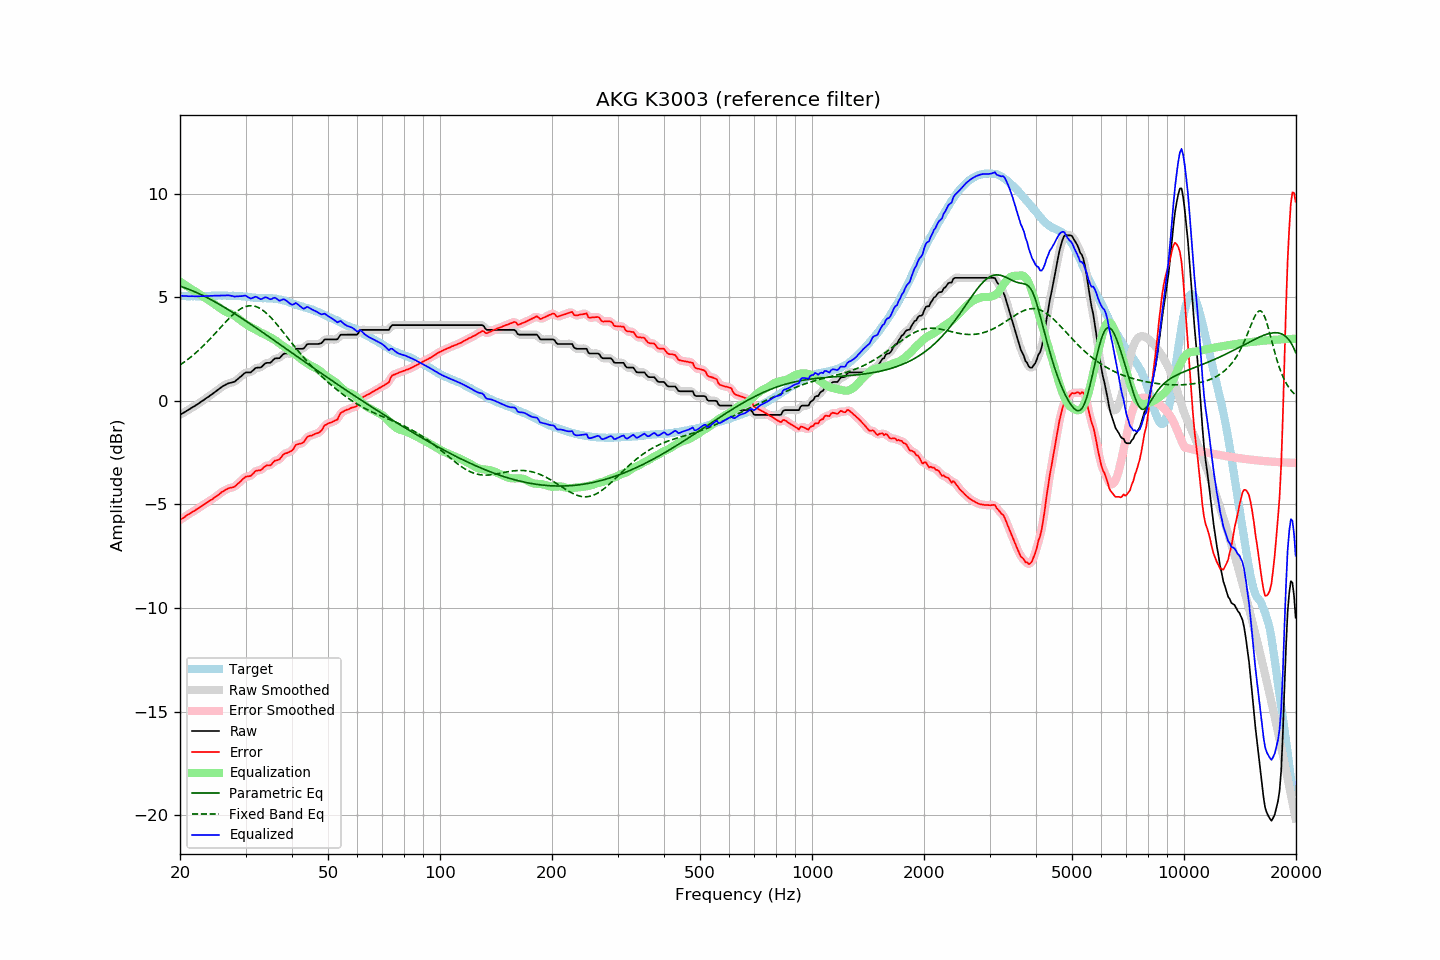 AKG K3003 (reference filter)
Amplitude (dBr)
10
5
0
−5
−10
−15
−20
Target
Raw Smoothed
Error Smoothed
Raw
Error
Equalization
Parametric Eq
Fixed Band Eq
Equalized
20 50 100 200 500 1000 2000 5000 10000 20000
Frequency (Hz)